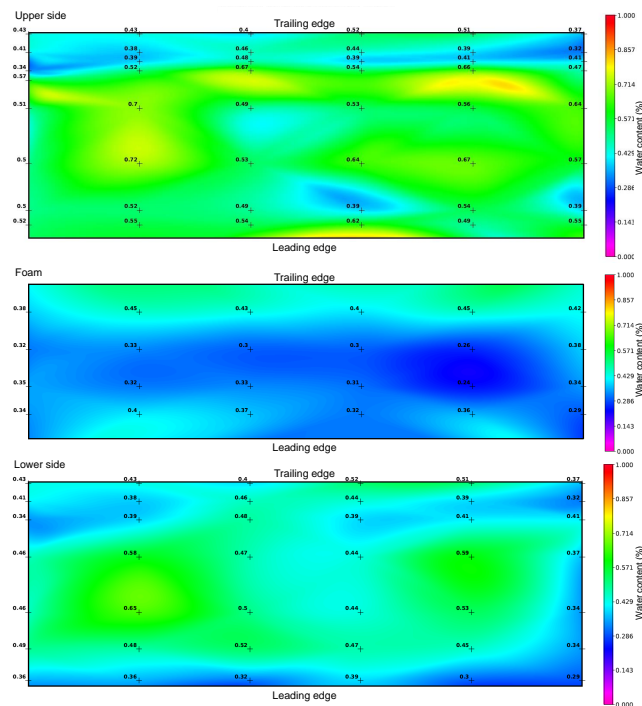 Upper side
Trailing edge
0.43 0.43 0.4 0.52 0.51 0.37
0.41 0.38 0.46 0.44 0.39 0.32
0.39 0.48 0.39 0.41 0.41
0.34 0.52 0.67 0.54 0.66 0.47
0.57
0.51 0.7 0.49 0.53 0.56 0.64
0.5 0.72 0.53 0.64 0.67 0.57
0.5 0.52 0.49 0.39 0.54 0.39
0.52 0.55 0.54 0.62 0.49 0.55
Leading edge
1.000
0.857
0.714
0.571
0.425
0.286
0.143
0.000
Water content (%)
Foam
Trailing edge
0.38 0.45 0.43 0.4 0.45 0.42
0.32 0.33 0.3 0.3 0.26 0.38
0.35 0.32 0.33 0.31 0.34
0.34 0.4 0.37 0.32 0.36 0.29
Leading edge
1.000
0.857
0.714
0.571
0.429
0.286
0.143
0.000
Water content (%)
Lower side
Trailing edge
0.43 0.43 0.4 0.52 0.51 0.37
0.41 0.38 0.46 0.44 0.39 0.32
0.34 0.39 0.48 0.39 0.41 0.41
0.46 0.58 0.47 0.44 0.59 0.37
0.46 0.65 0.5 0.44 0.53 0.34
0.49 0.48 0.52 0.47 0.45 0.34
0.36 0.36 0.32 0.39 0.3 0.29
Leading edge
1.000
0.857
0.714
0.571
0.429
0.286
0.143
0.000
Water content (%)